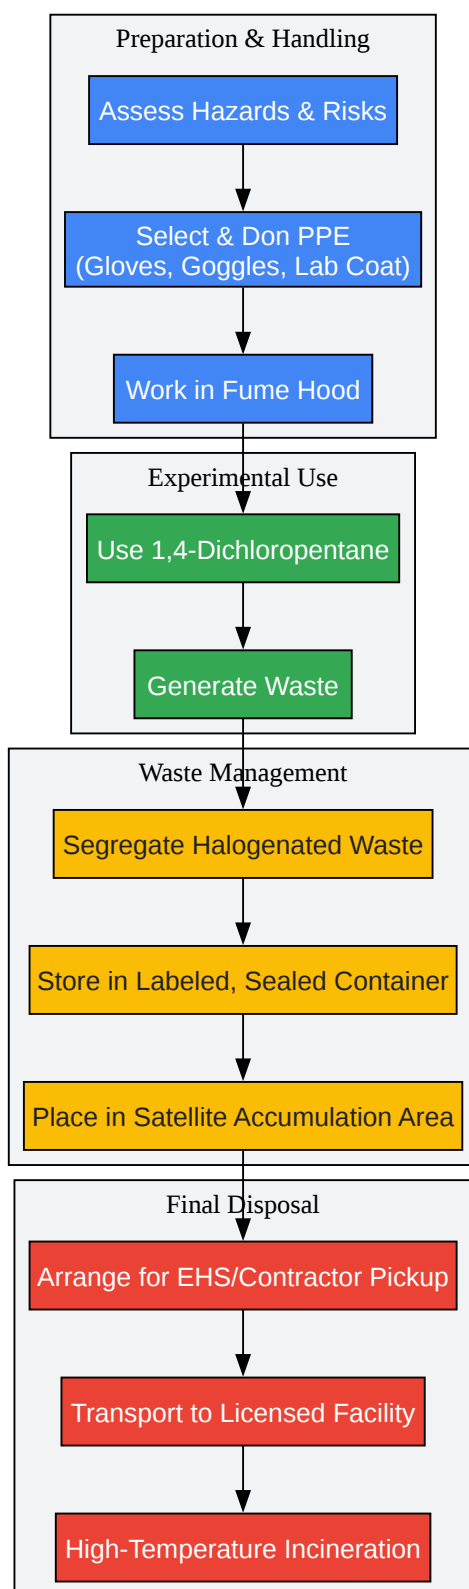 Preparation & Handling
Assess Hazards & Risks
Select & Don PPE
(Gloves, Goggles, Lab Coat)
Work in Fume Hood
Experimental Use
Use 1,4-Dichloropentane
Generate Waste
Waste Management
Segregate Halogenated Waste
Store in Labeled, Sealed Container
Place in Satellite Accumulation Area
Final Disposal
Arrange for EHS/Contractor Pickup
Transport to Licensed Facility
High-Temperature Incineration